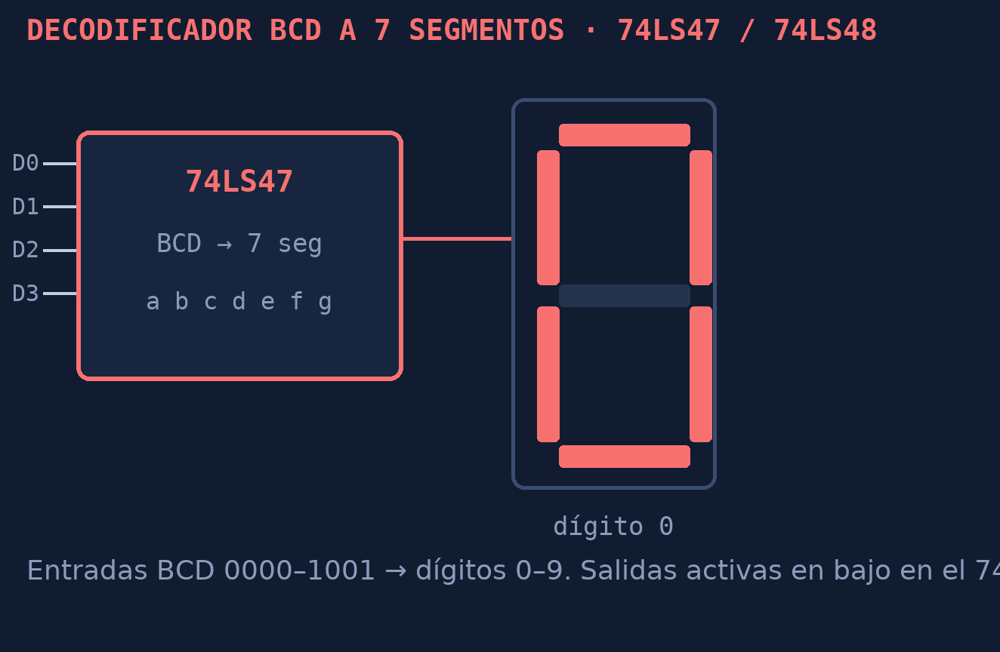 DECODIFICADOR BCD A 7 SEGMENTOS · 74LS47 / 74LS48
D0
D1
D2
D3
74LS47
BCD → 7 seg
a b c d e f g
dígito 0
Entradas BCD 0000–1001 → dígitos 0–9. Salidas activas en bajo en el 74